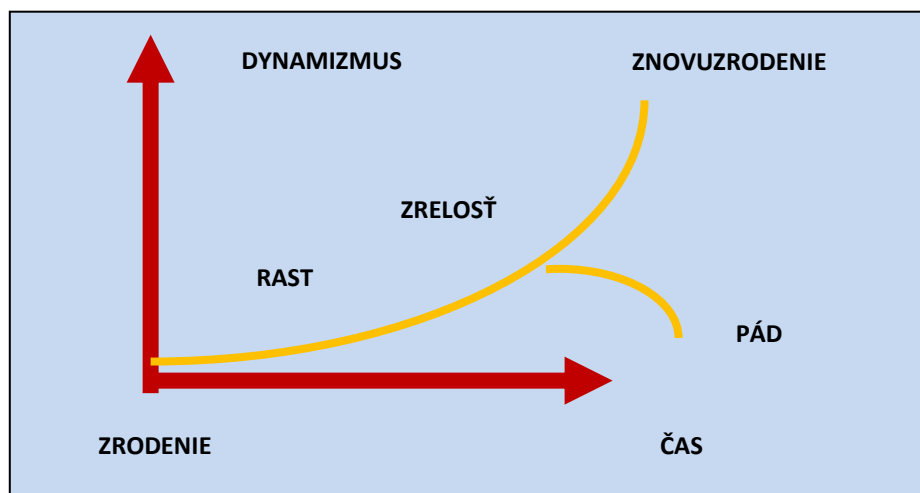 DYNAMIZMUS
ZNOVUZRODENIE
ZRELOSŤ
RAST
PÁD
ZRODENIE
ČAS